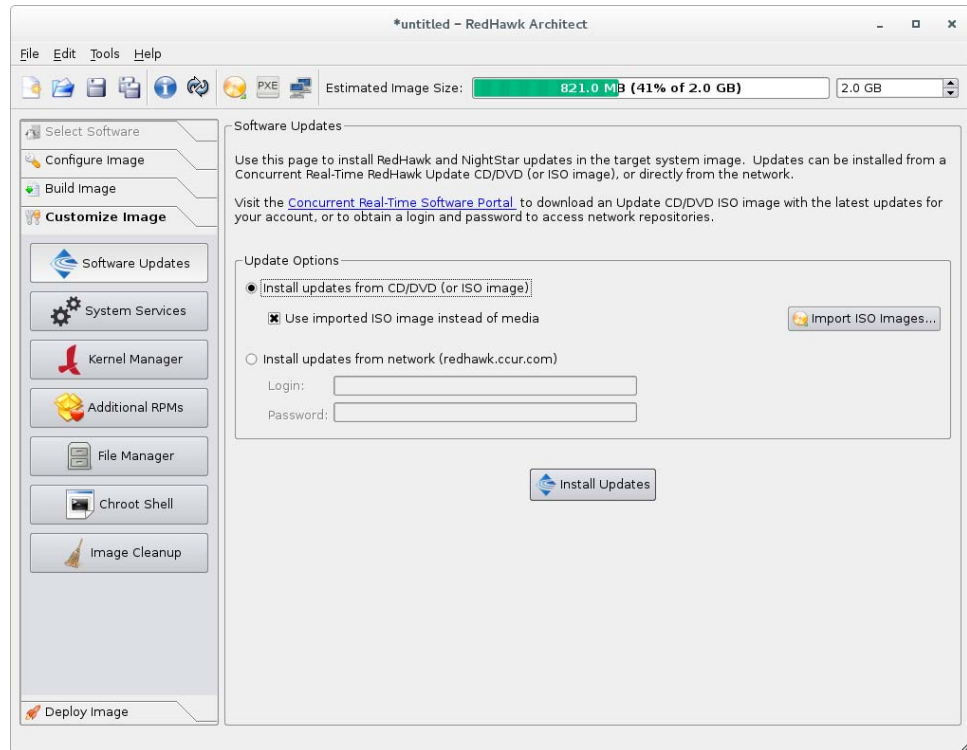 *untitled – RedHawk Architect
File Edit Tools Help
PXE
Estimated Image Size:
821.0 MB (41% of 2.0 GB)
2.0 GB
Select Software
Configure Image
Build Image
Customize Image
Software Updates
System Services
Kernel Manager
Additional RPMs
File Manager
Chroot Shell
Image Cleanup
Deploy Image
Software Updates
Use this page to install RedHawk and NightStar updates in the target system image. Updates can be installed from a
Concurrent Real-Time RedHawk Update CD/DVD (or ISO image), or directly from the network.
Visit the Concurrent Real-Time Software Portal to download an Update CD/DVD ISO image with the latest updates for
your account, or to obtain a login and password to access network repositories.
Update Options
Install updates from CD/DVD (or ISO image)
Use imported ISO image instead of media
Import ISO Images...
Install updates from network (redhawk.ccur.com)
Login:
Password:
Install Updates